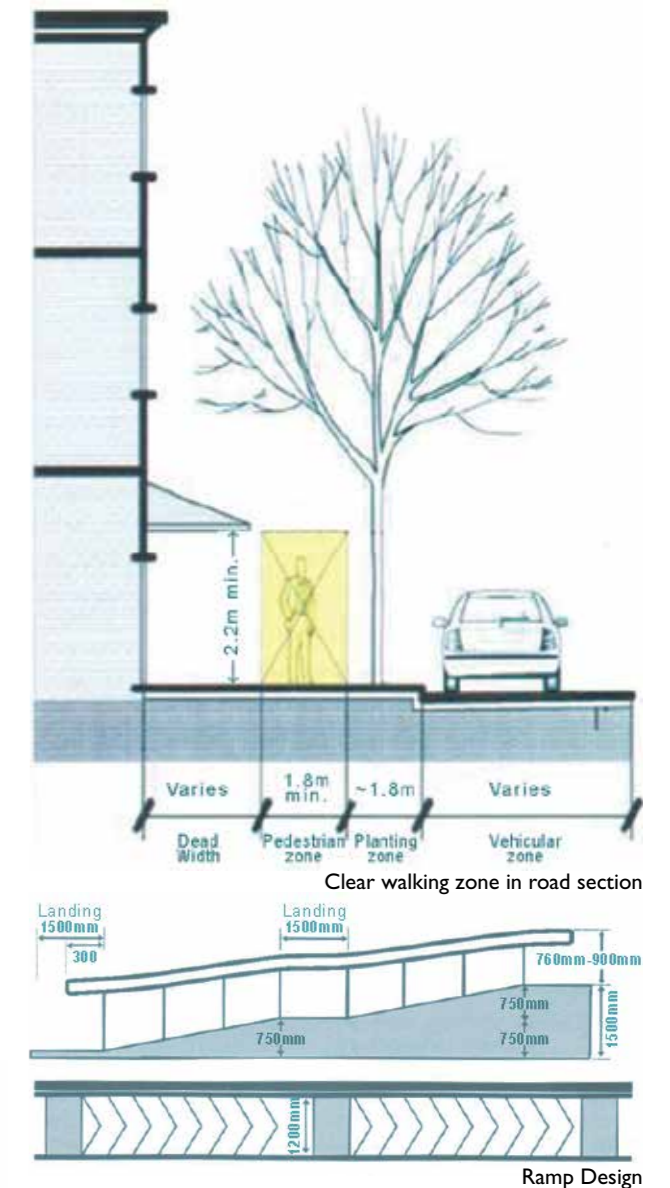 2.2m min.
Varies
1.8m
min.
~1.8m
Varies
Dead
Width
Pedestrian
zone
Planting
zone
Vehicular
zone
Clear walking zone in road section
Landing
1500mm
300
Landing
1500mm
760mm-900mm
750mm
750mm
750mm
1500mm
1200mm
Ramp Design